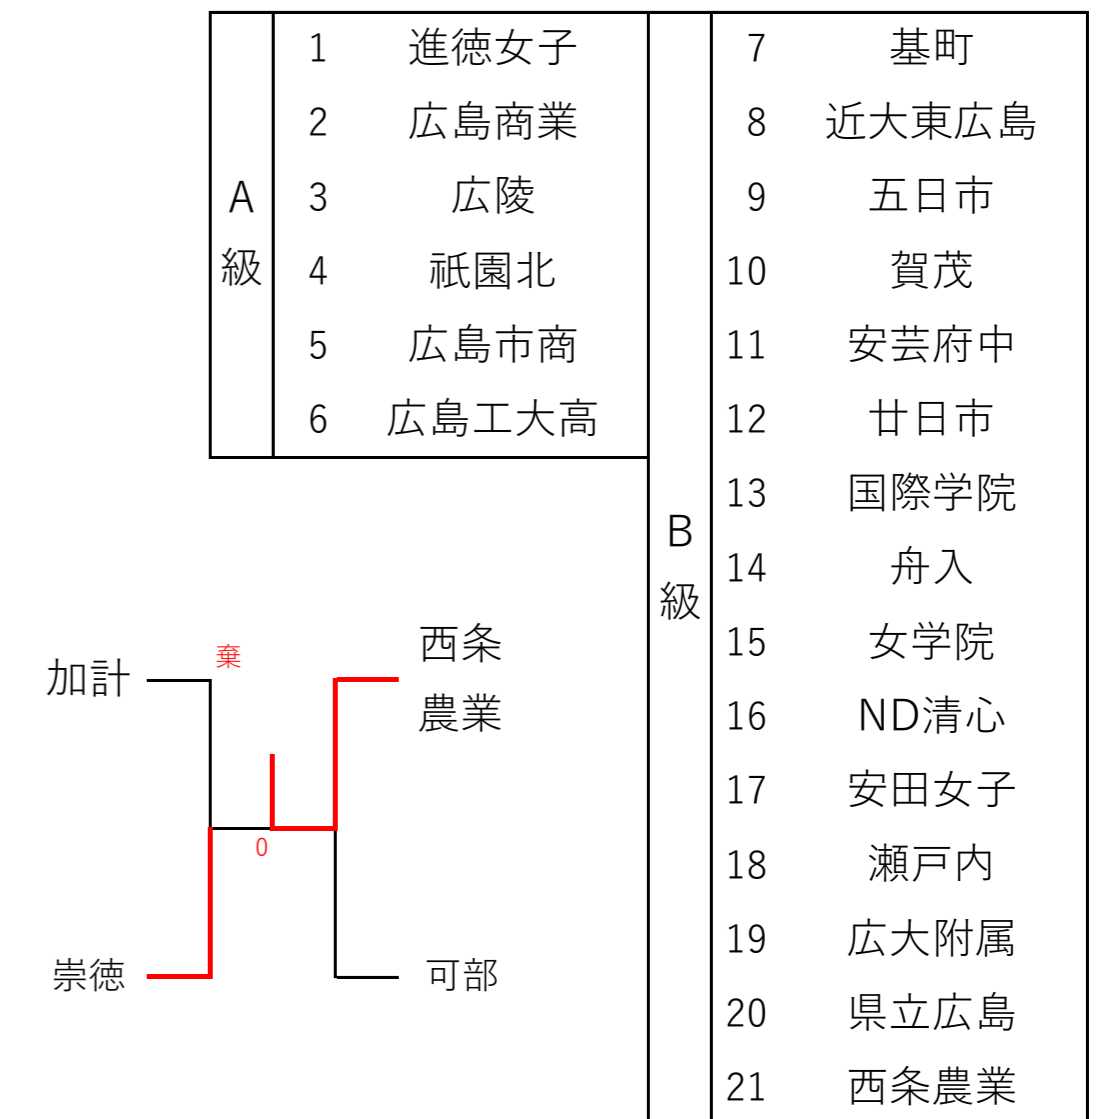 A級
1 進徳女子
2 広島商業
3 広陵
4 祇園北
5 広島市商
6 広島工大高
B級
7 基町
8 近大東広島
9 五日市
10 賀茂
11 安芸府中
12 廿日市
13 国際学院
14 舟入
15 女学院
16 ND清心
17 安田女子
18 瀬戸内
19 広大附属
20 県立広島
21 西条農業
加計
棄
西条
農業
0
崇徳
可部